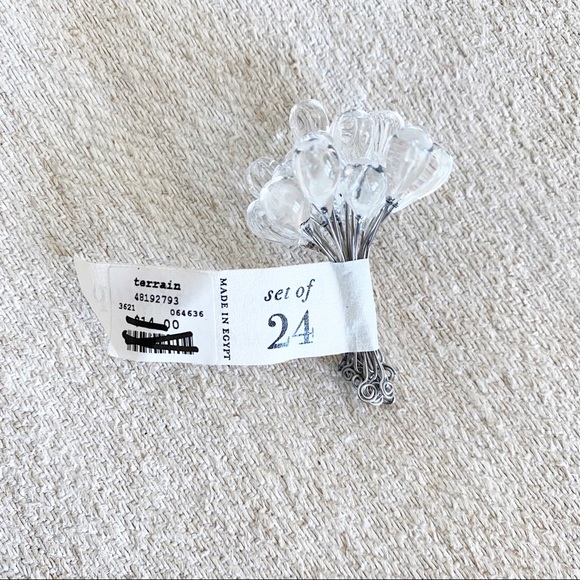 terrain
48192793
3621
064636
MADE IN EGYPT
set of
24